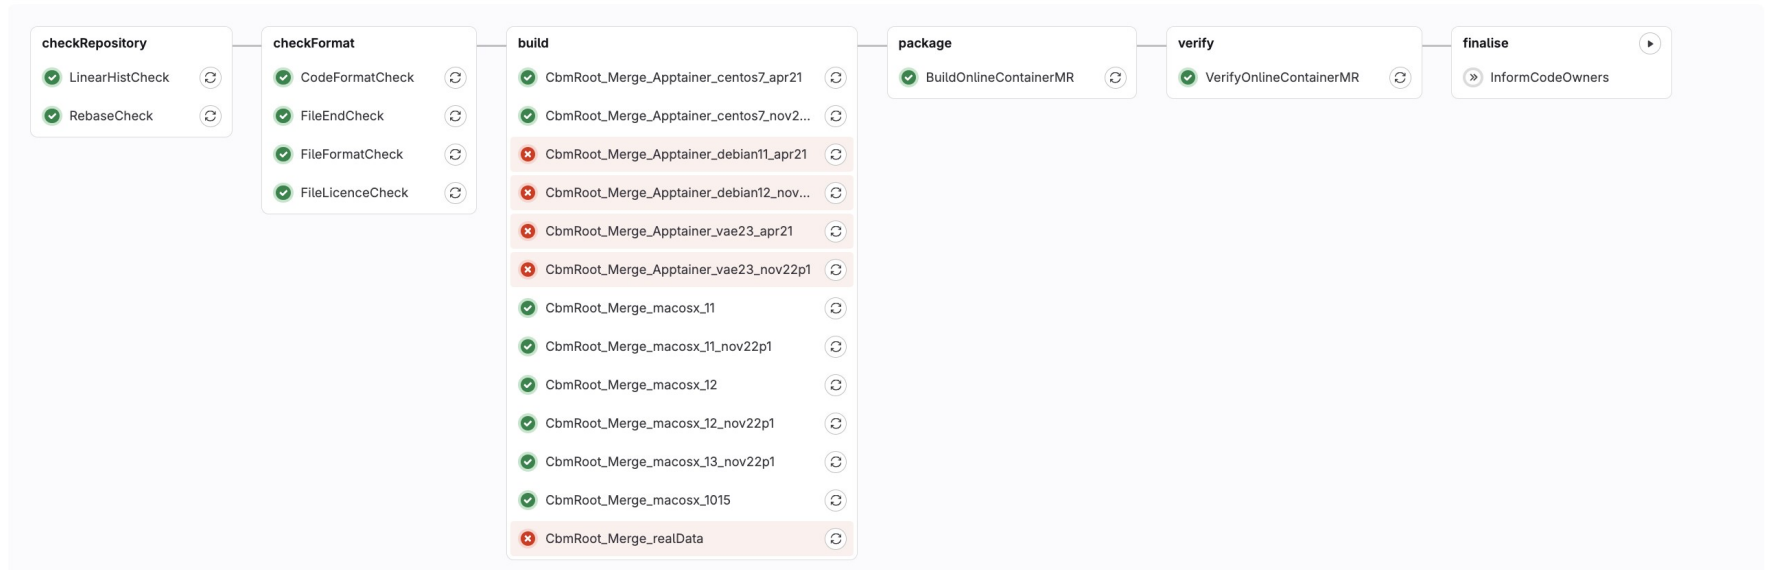 checkRepository
LinearHistCheck
RebaseCheck
checkFormat
CodeFormatCheck
FileEndCheck
FileFormatCheck
FileLicenceCheck
build
CbmRoot_Merge_Apptainer_centos7_apr21
CbmRoot_Merge_Apptainer_centos7_nov2...
CbmRoot_Merge_Apptainer_debian11_apr21
CbmRoot_Merge_Apptainer_debian12_nov...
CbmRoot_Merge_Apptainer_vae23_apr21
CbmRoot_Merge_Apptainer_vae23_nov22p1
CbmRoot_Merge_macosx_11
CbmRoot_Merge_macosx_11_nov22p1
CbmRoot_Merge_macosx_12
CbmRoot_Merge_macosx_12_nov22p1
CbmRoot_Merge_macosx_13_nov22p1
CbmRoot_Merge_macosx_1015
CbmRoot_Merge_realData
package
BuildOnlineContainerMR
verify
VerifyOnlineContainerMR
finalise
InformCodeOwners